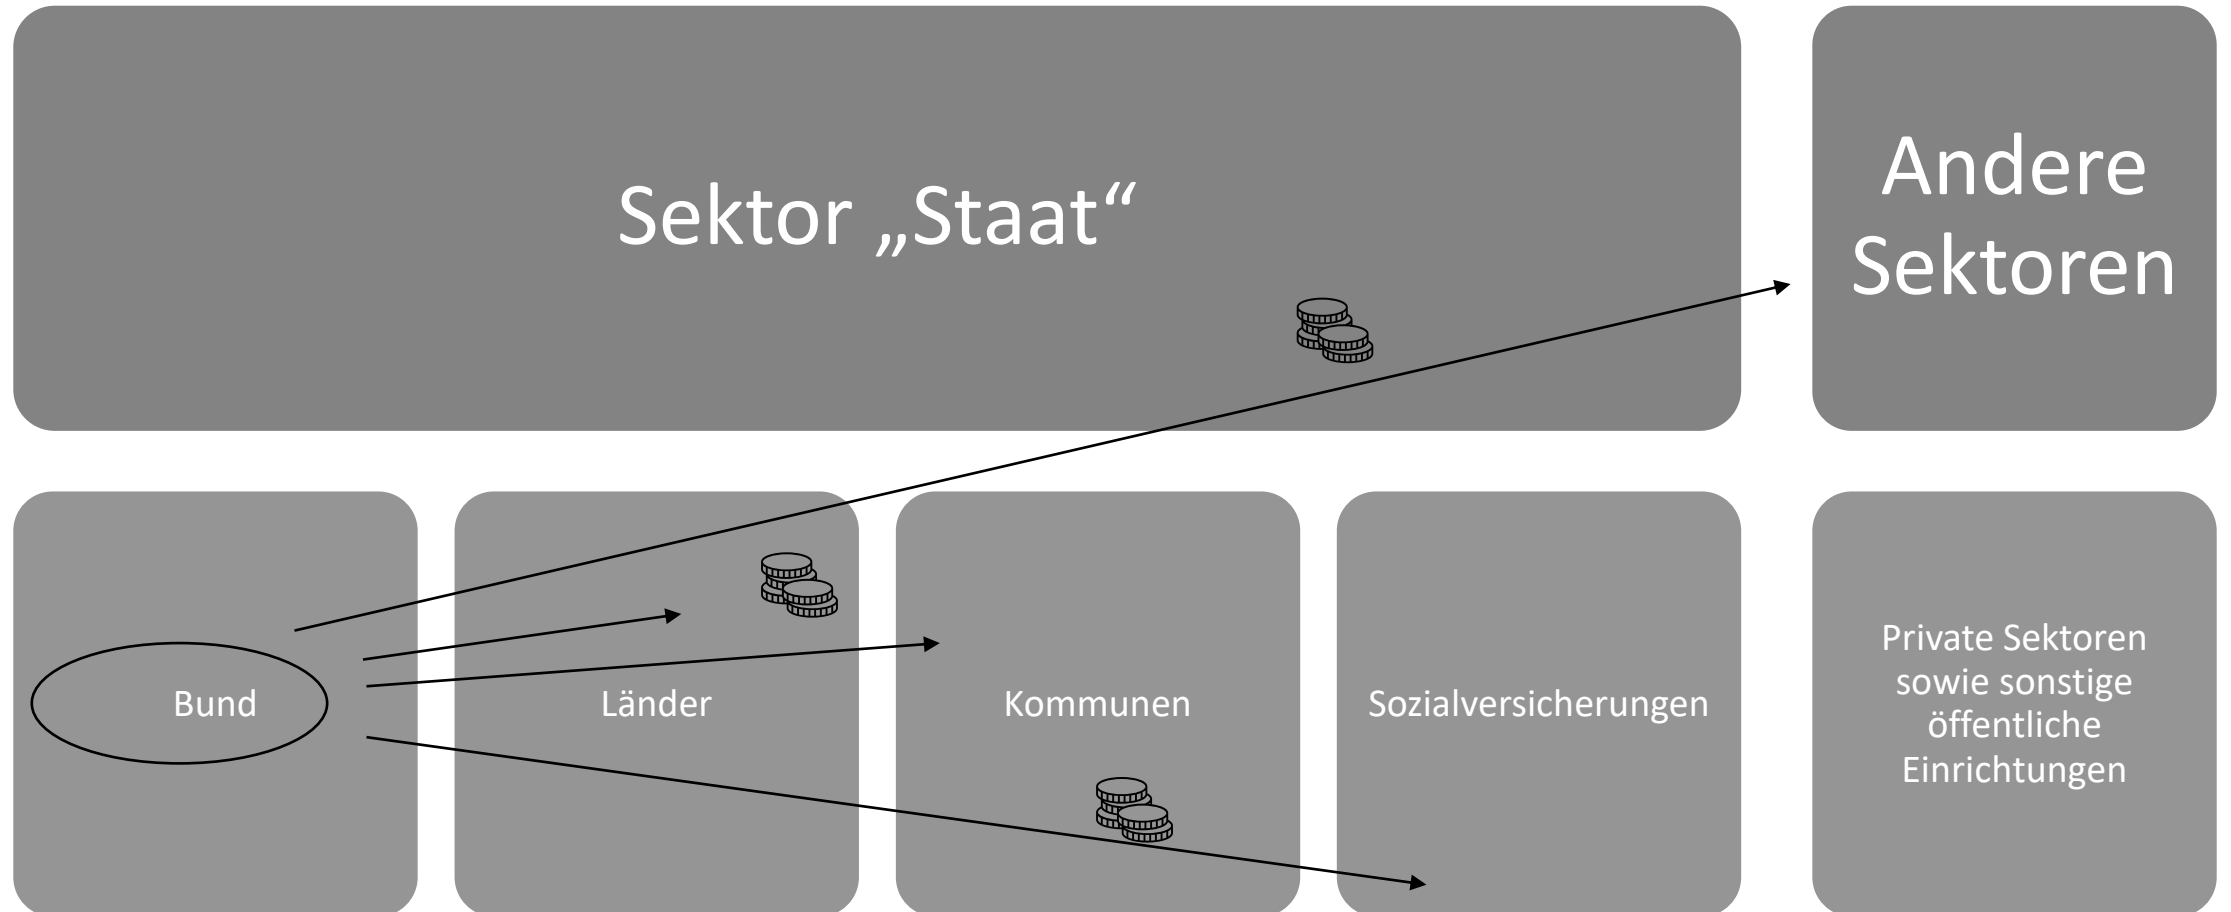 Sektor „Staat“
Andere
Sektoren
Bund
Länder
Kommunen
Sozialversicherungen
Private Sektoren
sowie sonstige
öffentliche
Einrichtungen